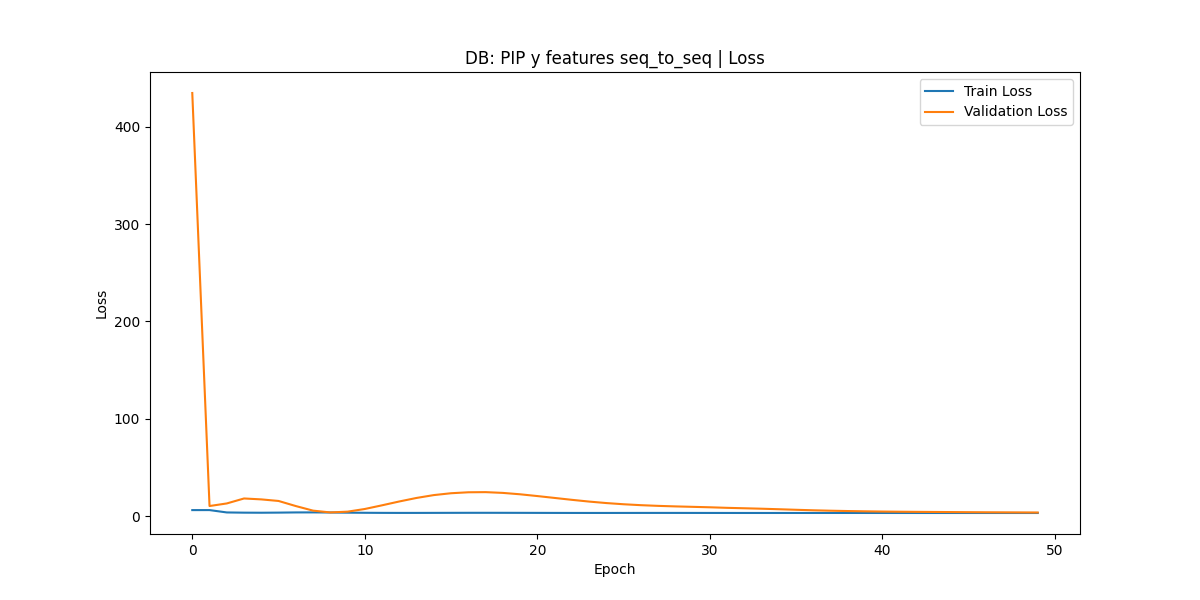 DB: PIP y features seq_to_seq | Loss
Train Loss
Validation Loss
400
300
200
100
0
Loss
0 10 20 30 40 50
Epoch